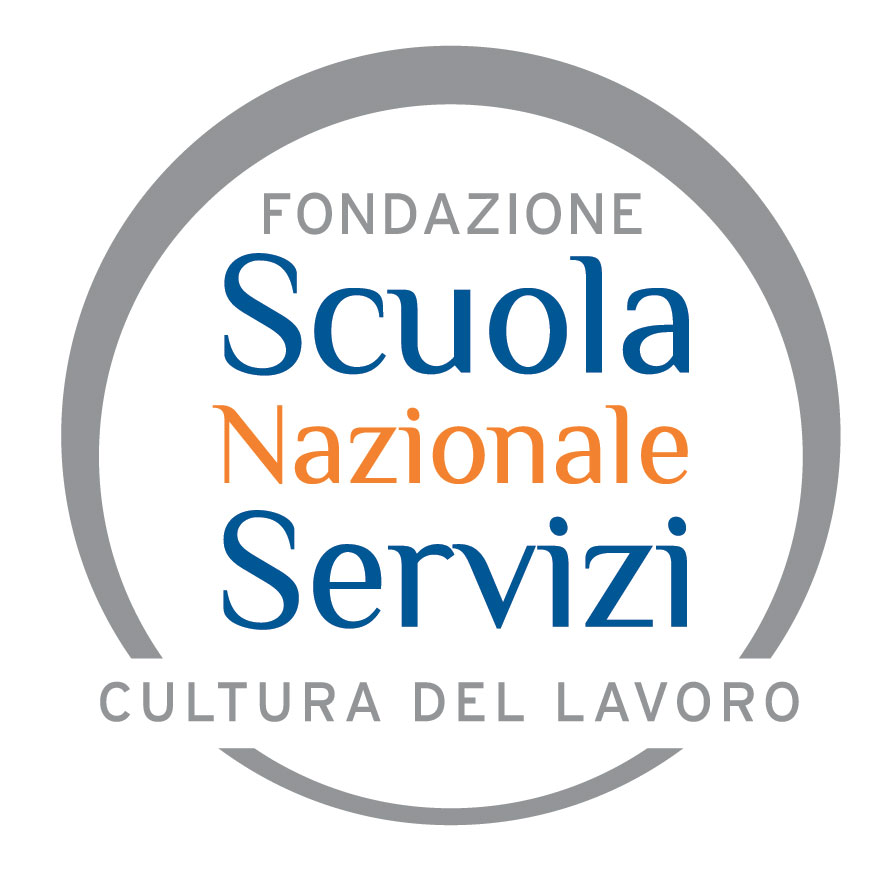 FONDAZIONE
Scuola
Nazionale
Servizi
CULTURA DEL LAVORO